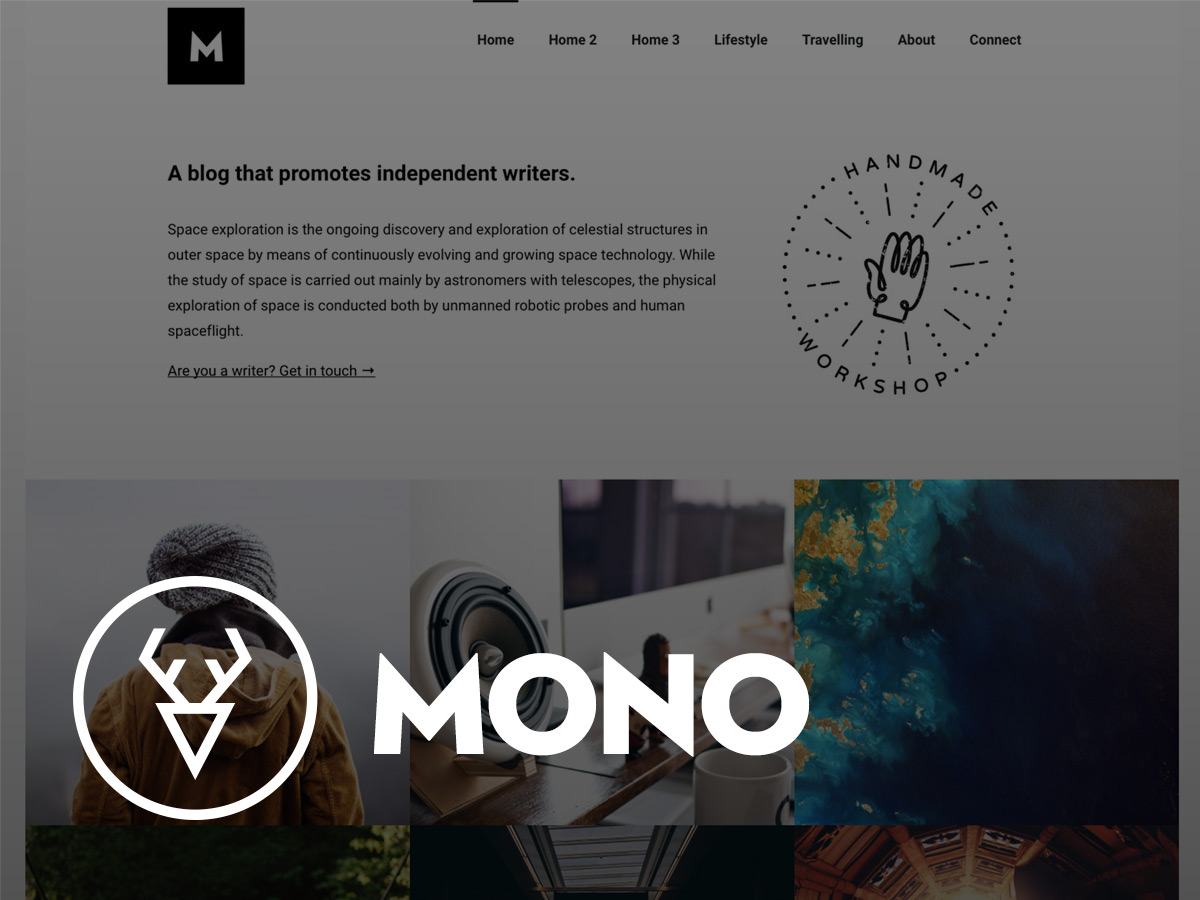 M
Home Home 2 Home 3 Lifestyle Travelling About Connect
A blog that promotes independent writers.
Space exploration is the ongoing discovery and exploration of celestial structures in
outer space by means of continuously evolving and growing space technology. While
the study of space is carried out mainly by astronomers with telescopes, the physical
exploration of space is conducted both by unmanned robotic probes and human
spaceflight.
Are you a writer? Get in touch →
HANDMADE
WORKSHOP
MONO